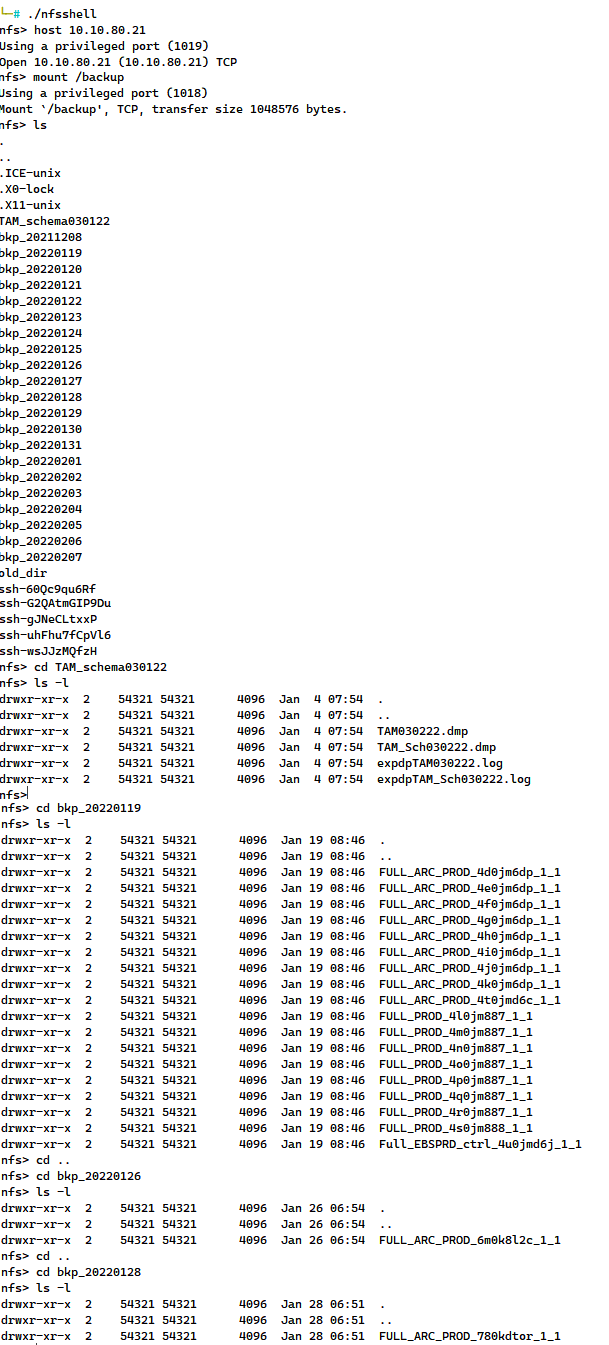 └─# ./nfsshell
nfs> host 10.10.80.21
Using a privileged port (1019)
Open 10.10.80.21 (10.10.80.21) TCP
nfs> mount /backup
Using a privileged port (1018)
Mount `/backup', TCP, transfer size 1048576 bytes.
nfs> ls
.
..
.ICE-unix
.X0-lock
.X11-unix
TAM_schema030122
bkp_20211208
bkp_20220119
bkp_20220120
bkp_20220121
bkp_20220122
bkp_20220123
bkp_20220124
bkp_20220125
bkp_20220126
bkp_20220127
bkp_20220128
bkp_20220129
bkp_20220130
bkp_20220131
bkp_20220201
bkp_20220202
bkp_20220203
bkp_20220204
bkp_20220205
bkp_20220206
bkp_20220207
old_dir
ssh-60Qc9qu6Rf
ssh-G2QAtmGIP9Du
ssh-gJNeCLtxxP
ssh-uhFhu7fCpVl6
ssh-wsJJzMQfzH
nfs> cd TAM_schema030122
nfs> ls -l
drwxr-xr-x  2    54321 54321      4096  Jan  4 07:54  .
drwxr-xr-x  2    54321 54321      4096  Jan  4 07:54  ..
drwxr-xr-x  2    54321 54321      4096  Jan  4 07:54  TAM030222.dmp
drwxr-xr-x  2    54321 54321      4096  Jan  4 07:54  TAM_Sch030222.dmp
drwxr-xr-x  2    54321 54321      4096  Jan  4 07:54  expdpTAM030222.log
drwxr-xr-x  2    54321 54321      4096  Jan  4 07:54  expdpTAM_Sch030222.log
nfs>
nfs> cd bkp_20220119
nfs> ls -l
drwxr-xr-x  2    54321 54321      4096  Jan 19 08:46  .
drwxr-xr-x  2    54321 54321      4096  Jan 19 08:46  ..
drwxr-xr-x  2    54321 54321      4096  Jan 19 08:46  FULL_ARC_PROD_4d0jm6dp_1_1
drwxr-xr-x  2    54321 54321      4096  Jan 19 08:46  FULL_ARC_PROD_4e0jm6dp_1_1
drwxr-xr-x  2    54321 54321      4096  Jan 19 08:46  FULL_ARC_PROD_4f0jm6dp_1_1
drwxr-xr-x  2    54321 54321      4096  Jan 19 08:46  FULL_ARC_PROD_4g0jm6dp_1_1
drwxr-xr-x  2    54321 54321      4096  Jan 19 08:46  FULL_ARC_PROD_4h0jm6dp_1_1
drwxr-xr-x  2    54321 54321      4096  Jan 19 08:46  FULL_ARC_PROD_4i0jm6dp_1_1
drwxr-xr-x  2    54321 54321      4096  Jan 19 08:46  FULL_ARC_PROD_4j0jm6dp_1_1
drwxr-xr-x  2    54321 54321      4096  Jan 19 08:46  FULL_ARC_PROD_4k0jm6dp_1_1
drwxr-xr-x  2    54321 54321      4096  Jan 19 08:46  FULL_ARC_PROD_4t0jmd6c_1_1
drwxr-xr-x  2    54321 54321      4096  Jan 19 08:46  FULL_PROD_4l0jm887_1_1
drwxr-xr-x  2    54321 54321      4096  Jan 19 08:46  FULL_PROD_4m0jm887_1_1
drwxr-xr-x  2    54321 54321      4096  Jan 19 08:46  FULL_PROD_4n0jm887_1_1
drwxr-xr-x  2    54321 54321      4096  Jan 19 08:46  FULL_PROD_4o0jm887_1_1
drwxr-xr-x  2    54321 54321      4096  Jan 19 08:46  FULL_PROD_4p0jm887_1_1
drwxr-xr-x  2    54321 54321      4096  Jan 19 08:46  FULL_PROD_4q0jm887_1_1
drwxr-xr-x  2    54321 54321      4096  Jan 19 08:46  FULL_PROD_4r0jm887_1_1
drwxr-xr-x  2    54321 54321      4096  Jan 19 08:46  FULL_PROD_4s0jm888_1_1
drwxr-xr-x  2    54321 54321      4096  Jan 19 08:46  Full_EBSPRD_ctrl_4u0jmd6j_1_1
nfs> cd ..
nfs> cd bkp_20220126
nfs> ls -l
drwxr-xr-x  2    54321 54321      4096  Jan 26 06:54  .
drwxr-xr-x  2    54321 54321      4096  Jan 26 06:54  ..
drwxr-xr-x  2    54321 54321      4096  Jan 26 06:54  FULL_ARC_PROD_6m0k8l2c_1_1
nfs> cd ..
nfs> cd bkp_20220128
nfs> ls -l
drwxr-xr-x  2    54321 54321      4096  Jan 28 06:51  .
drwxr-xr-x  2    54321 54321      4096  Jan 28 06:51  ..
drwxr-xr-x  2    54321 54321      4096  Jan 28 06:51  FULL_ARC_PROD_780kdtor_1_1